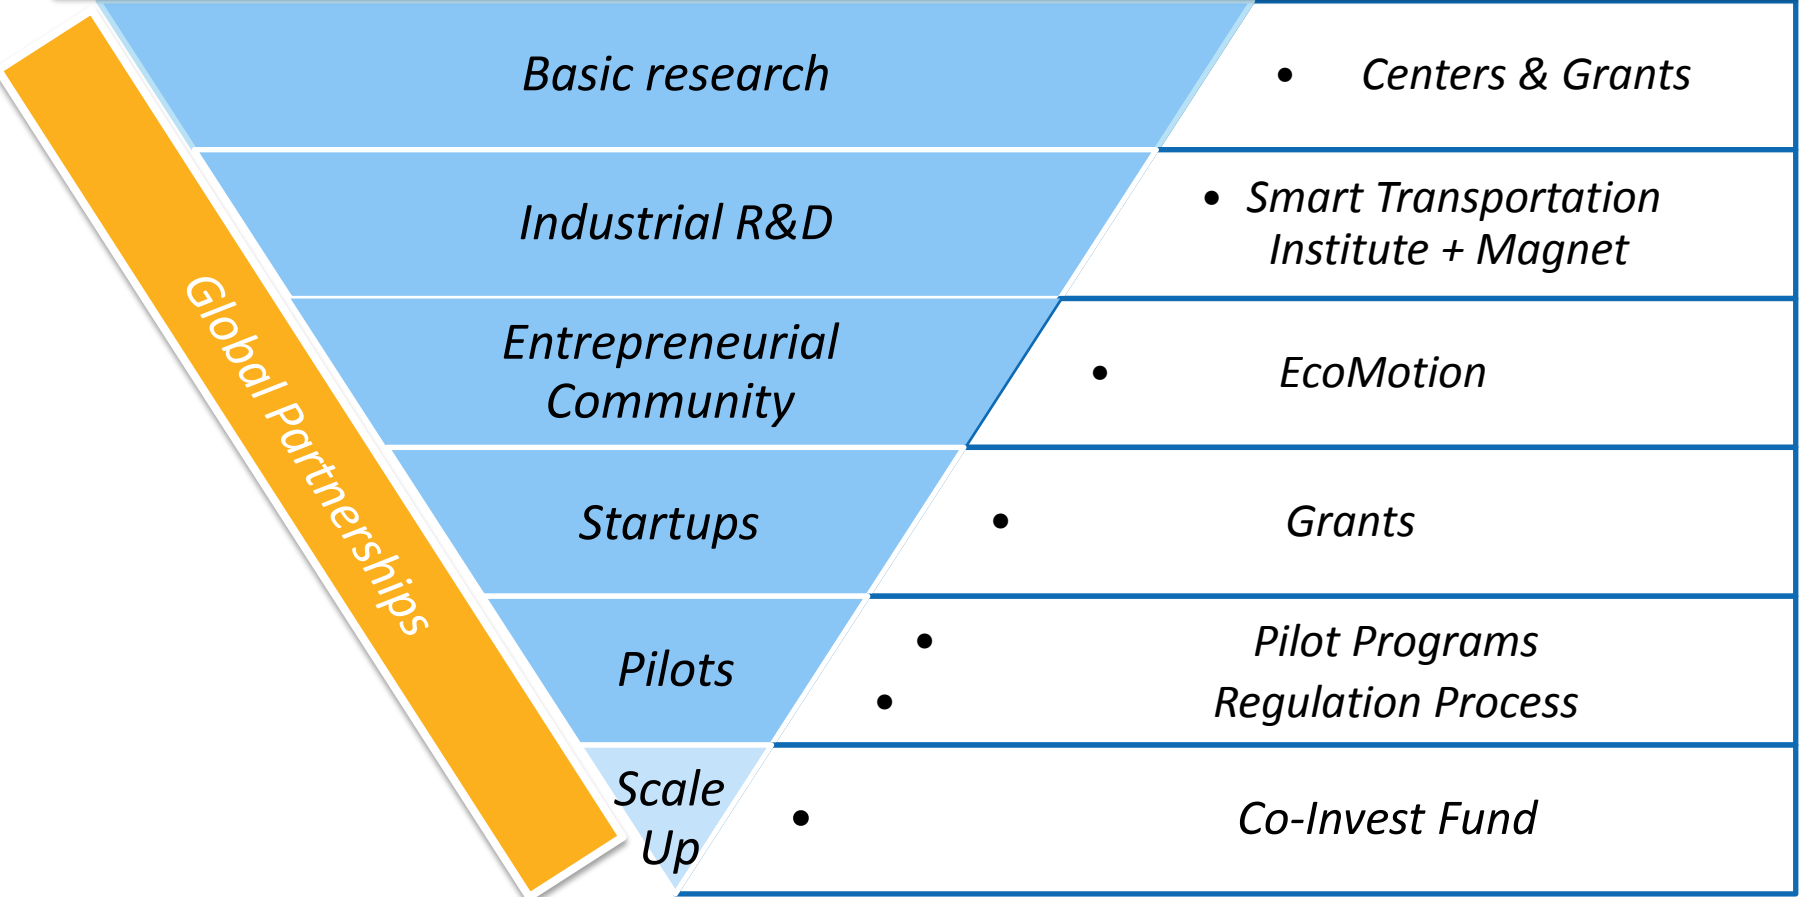 Basic research
• Centers & Grants
Industrial R&D
• Smart Transportation
Institute + Magnet
Entrepreneurial
Community
• EcoMotion
Startups
• Grants
Pilots
• Pilot Programs
• Regulation Process
Scale
Up
• Co-Invest Fund
Global Partnerships